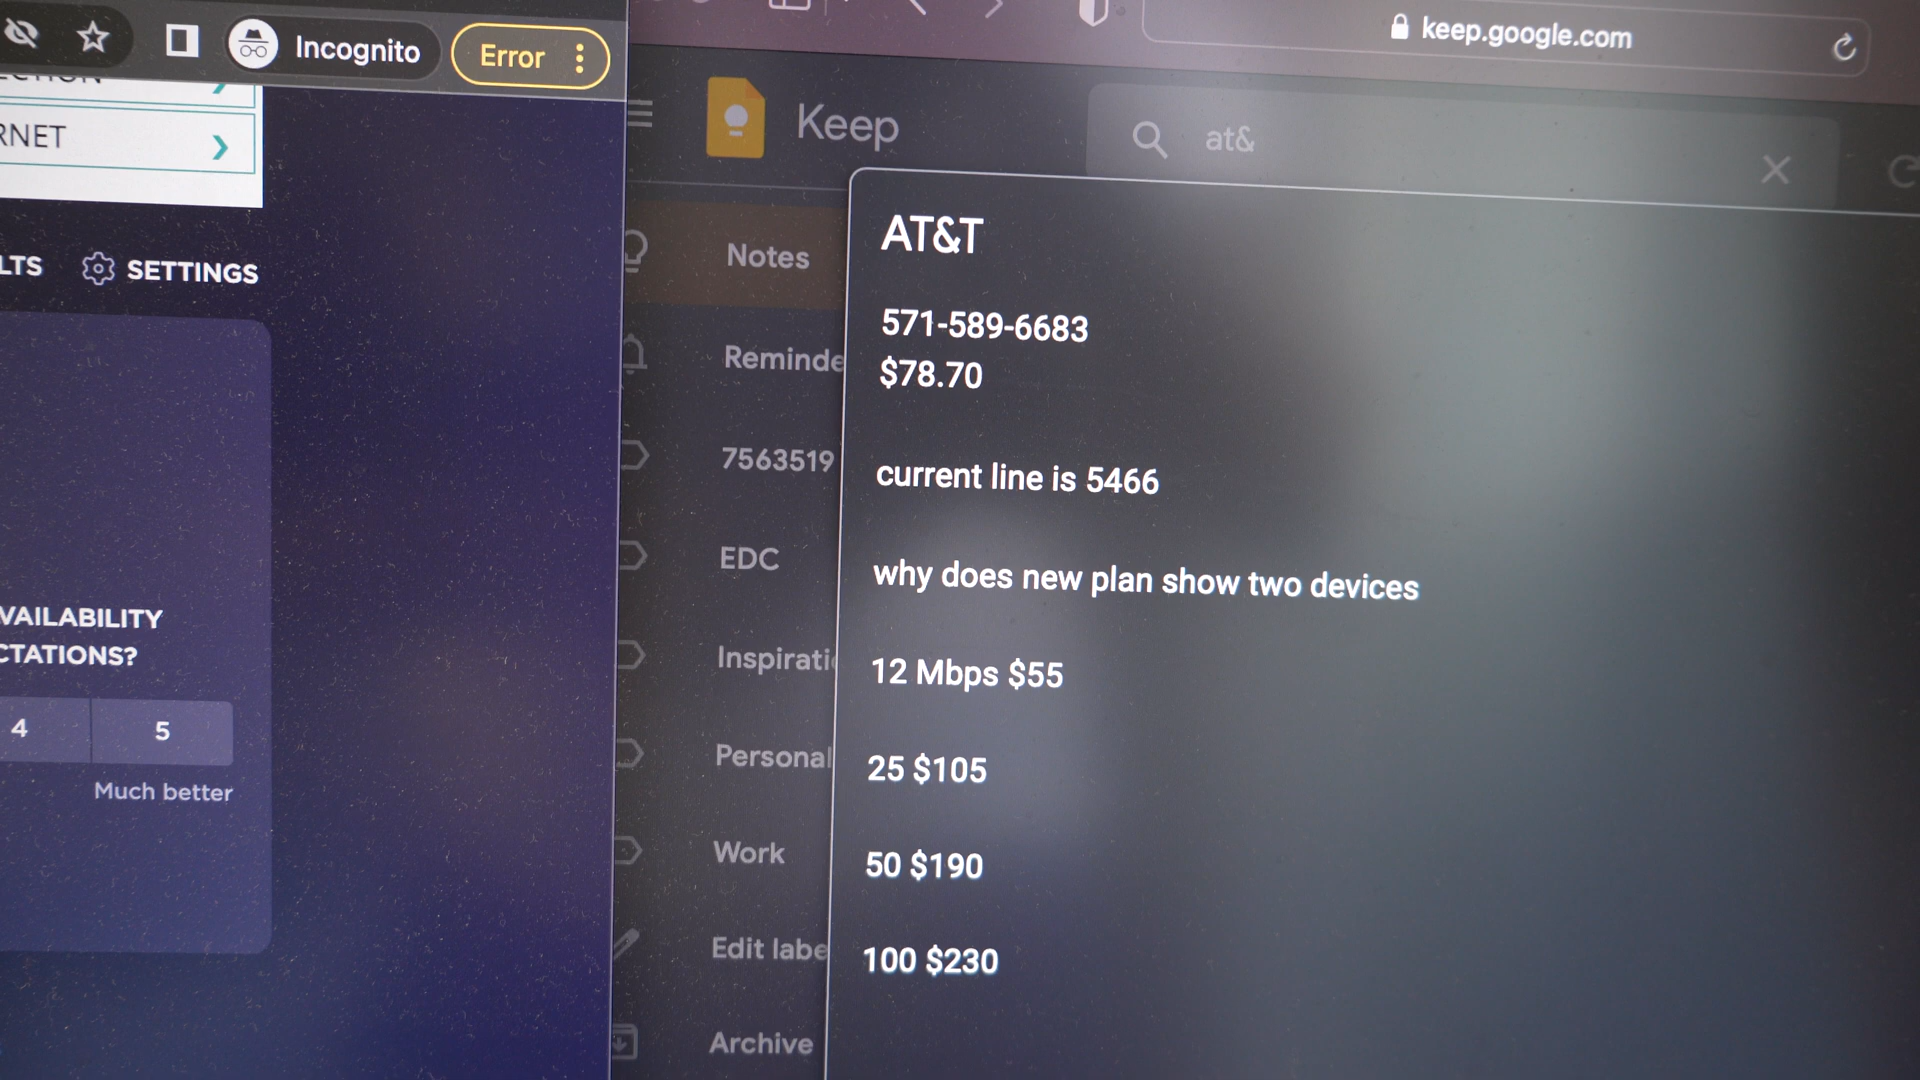 Incognito
Error
RNET
LTS
SETTINGS
VAILABILITY
CTATIONS?
4
5
Much better
keep.google.com
Keep
at&
Notes
Reminde
7563519
EDC
Inspirati
Personal
Work
Edit labe
Archive
AT&T
571-589-6683
$78.70
current line is 5466
why does new plan show two devices
12 Mbps $55
25 $105
50 $190
100 $230